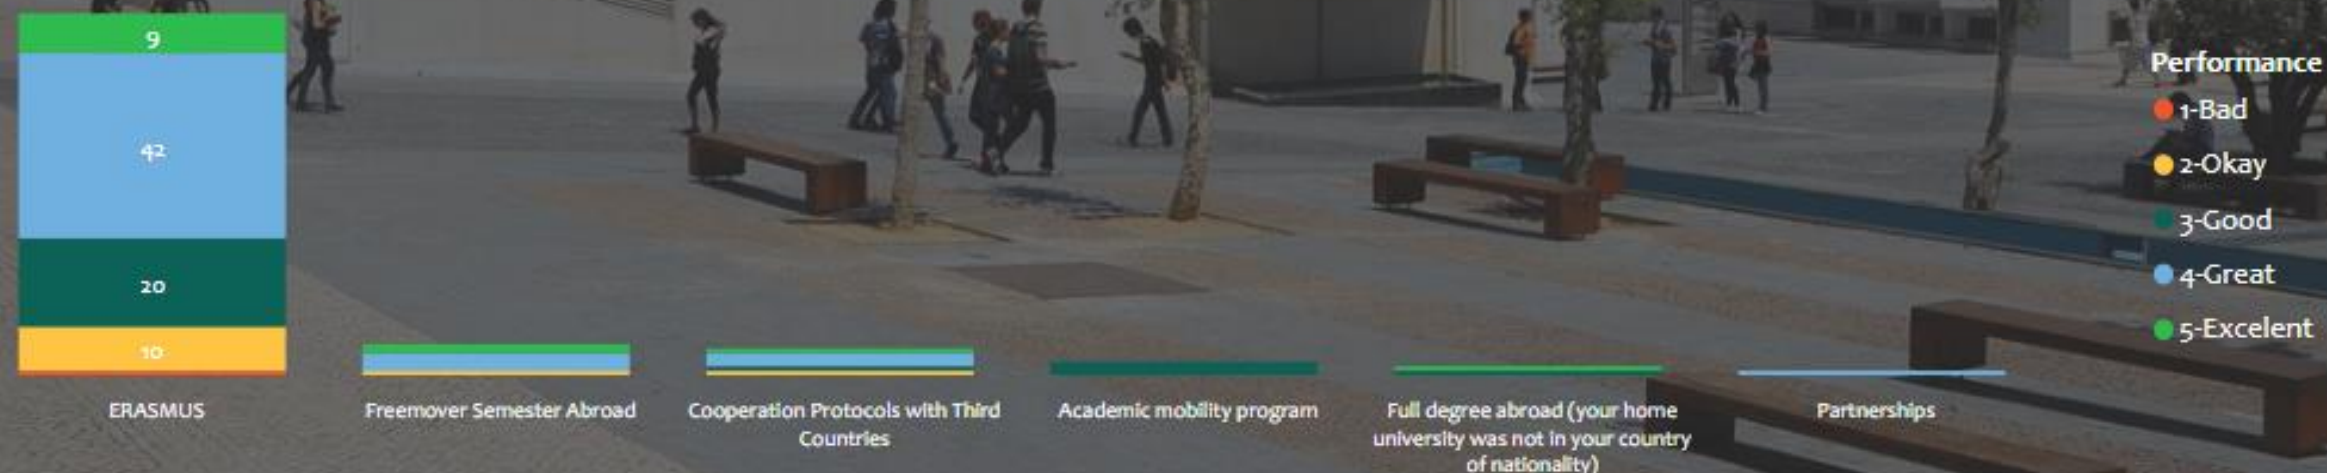 9
42
20
10
ERASMUS
Freemover Semester Abroad
Cooperation Protocols with Third
Countries
Academic mobility program
Full degree abroad (your home
university was not in your country
of nationality)
Partnerships
Performance
1-Bad
2-Okay
3-Good
4-Great
5-Excelent